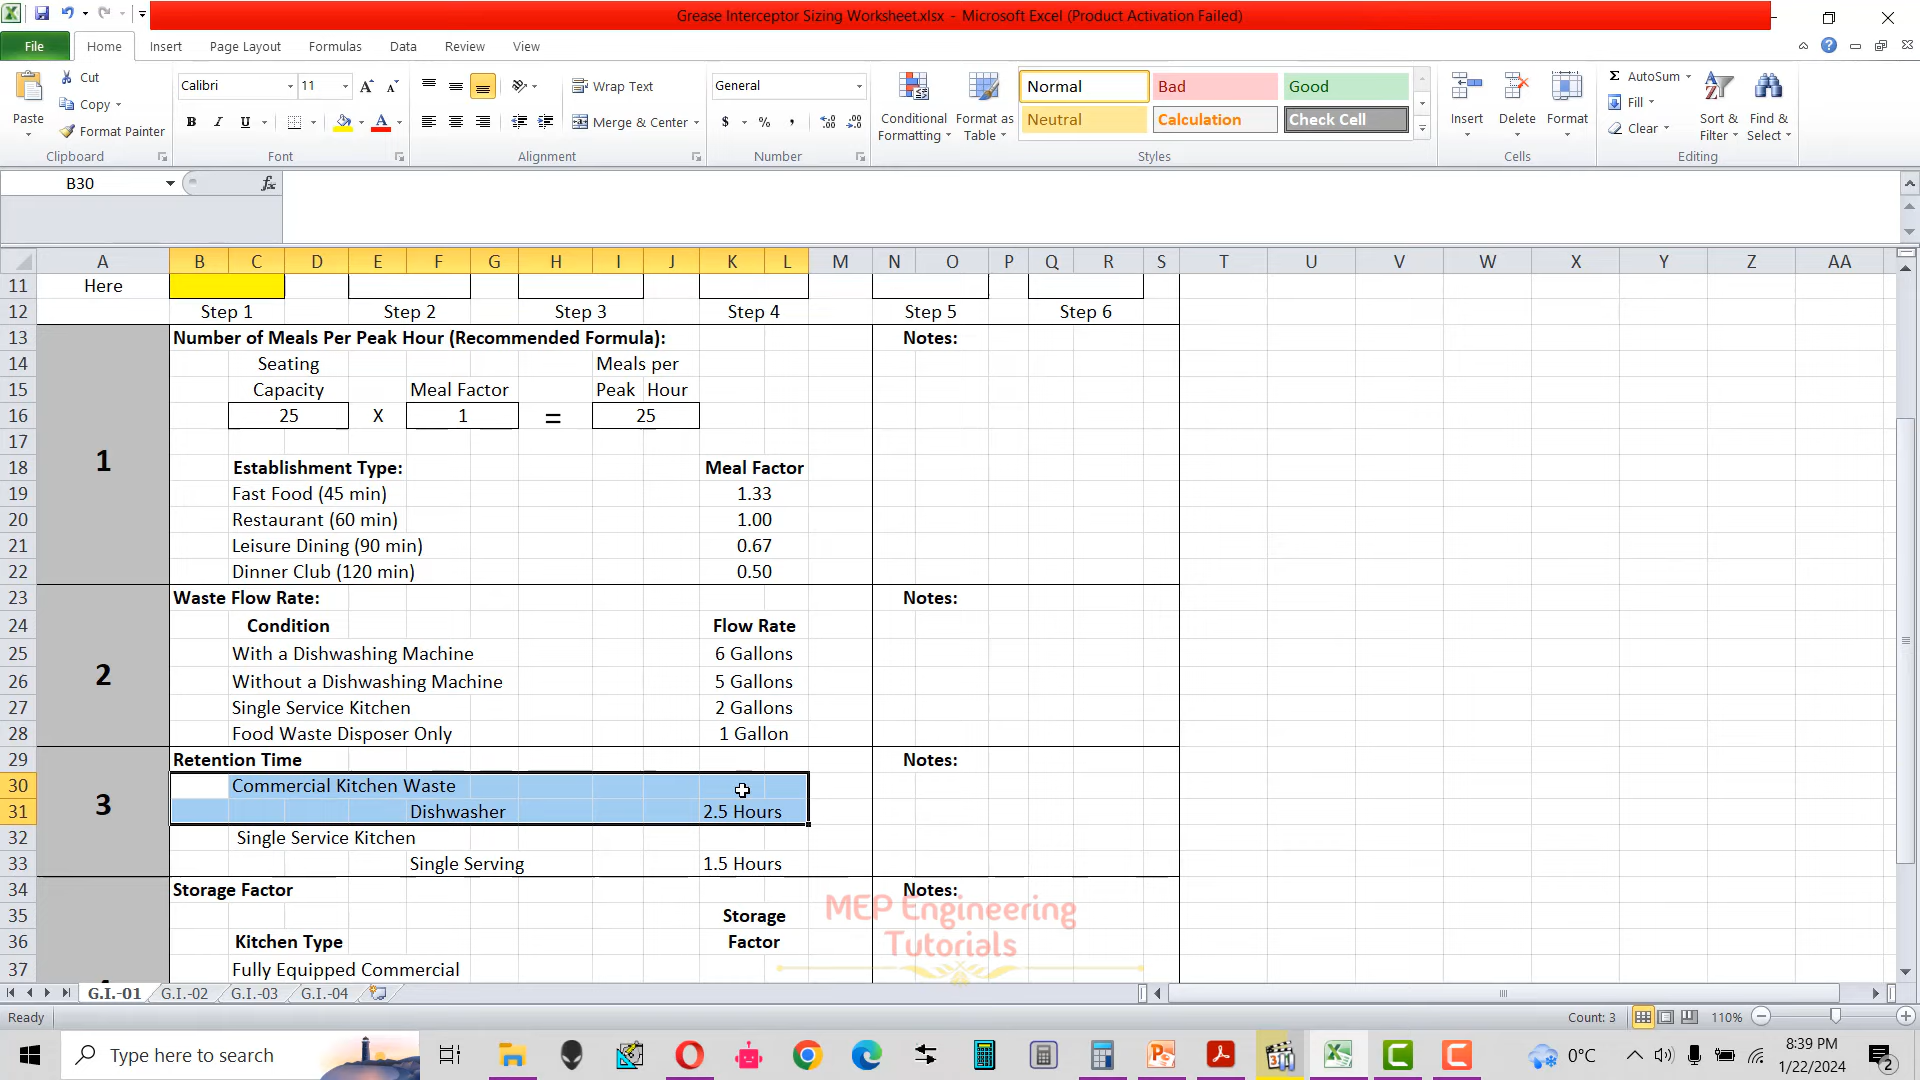 Grease Interceptor Sizing Worksheet.xlsx - Microsoft Excel (Product Activation Failed)
File Home Insert Page Layout Formulas Data Review View
Cut
Copy
Format Painter
Paste
Clipboard
Calibri 11
B I U A
Font
Wrap Text
Merge & Center
Alignment
General
$ % ,
Number
Conditional Formatting
Format as Table
Normal Bad Good
Neutral Calculation Check Cell
Styles
Insert Delete Format
Cells
Σ AutoSum
Fill
Clear
Sort & Filter
Find & Select
Editing
B30 fx
A B C D E F G H I J K L M N O P Q R S T U V W X Y Z AA
11 Here
12 Step 1 Step 2 Step 3 Step 4 Step 5 Step 6
13 Number of Meals Per Peak Hour (Recommended Formula): Notes:
14 Seating Meals per
15 Capacity Meal Factor Peak Hour
16 25 X 1 = 25
17
1
18 Establishment Type: Meal Factor
19 Fast Food (45 min) 1.33
20 Restaurant (60 min) 1.00
21 Leisure Dining (90 min) 0.67
22 Dinner Club (120 min) 0.50
23 Waste Flow Rate: Notes:
24 Condition Flow Rate
25 With a Dishwashing Machine 6 Gallons
2
26 Without a Dishwashing Machine 5 Gallons
27 Single Service Kitchen 2 Gallons
28 Food Waste Disposer Only 1 Gallon
29 Retention Time Notes:
30 Commercial Kitchen Waste
3
31 Dishwasher 2.5 Hours
32 Single Service Kitchen
33 Single Serving 1.5 Hours
34 Storage Factor Notes:
35 Storage
36 Kitchen Type Factor
37 Fully Equipped Commercial
MEP Engineering
Tutorials
G.I.-01 G.I.-02 G.I.-03 G.I.-04
Ready Count: 3 110%
Type here to search
0°C
8:39 PM
1/22/2024
2